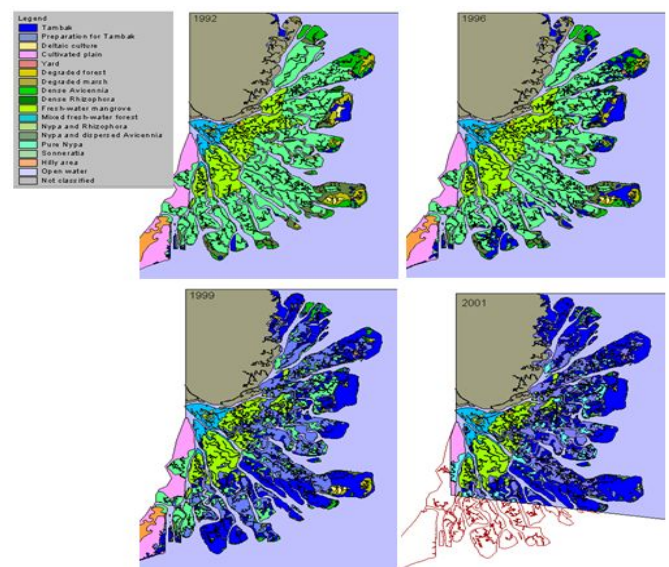 Legend
Tambak
Preparation for Tambak
Deltaic culture
Cultivated plain
Yard
Degraded forest
Degraded marsh
Dense Avicennia
Dense Rhizophora
Fresh-water mangrove
Mixed fresh-water forest
Nypa and Rhizophora
Nypa and dispersed Avicennia
Pure Nypa
Sonneratia
Hilly area
Open water
Not classified
1992
1996
1999
2001